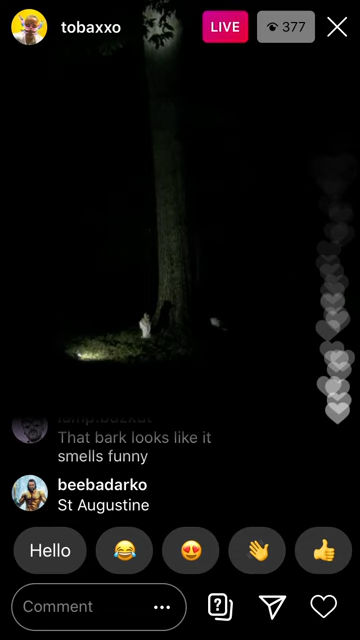 tobaxxo
LIVE
377
That bark looks like it
smells funny
beebadarko
St Augustine
Hello
Comment